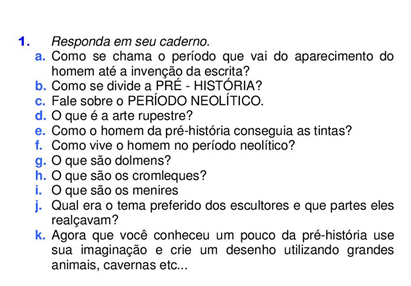 1. Responda em seu caderno.
a. Como se chama o período que vai do aparecimento do
homem até a invenção da escrita?
b. Como se divide a PRÉ - HISTÓRIA?
c. Fale sobre o PERÍODO NEOLÍTICO.
d. O que é a arte rupestre?
e. Como o homem da pré-história conseguia as tintas?
f. Como vive o homem no período neolítico?
g. O que são dolmens?
h. O que são os cromleques?
i. O que são os menires
j. Qual era o tema preferido dos escultores e que partes eles
realçavam?
k. Agora que você conheceu um pouco da pré-história use
sua imaginação e crie um desenho utilizando grandes
animais, cavernas etc...